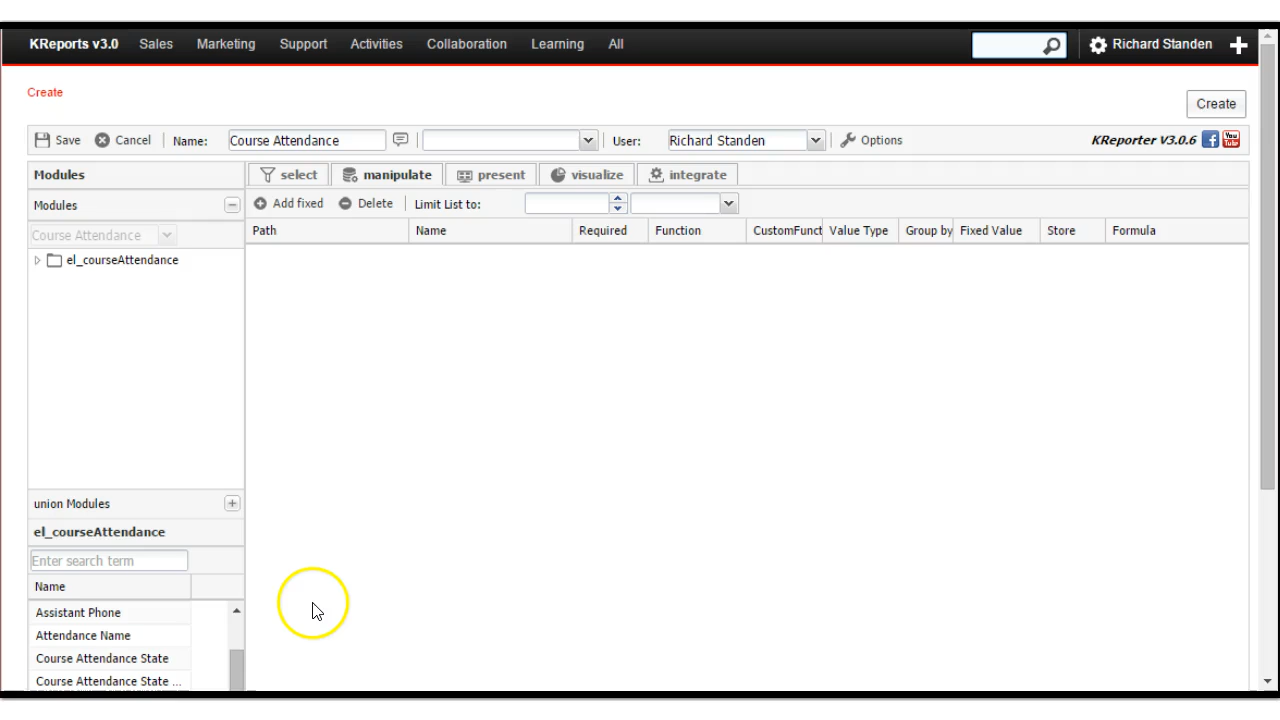 KReports v3.0 Sales Marketing Support Activities Collaboration Learning All Richard Standen
Create
Create
Save Cancel Name: Course Attendance User: Richard Standen Options KReporter V3.0.6 f You Tube
Modules select manipulate present visualize integrate
Modules Add fixed Delete Limit List to:
Course Attendance Path Name Required Function CustomFunct Value Type Group by Fixed Value Store Formula
el_courseAttendance
union Modules
el_courseAttendance
Enter search term
Name
Assistant Phone
Attendance Name
Course Attendance State
Course Attendance State ...